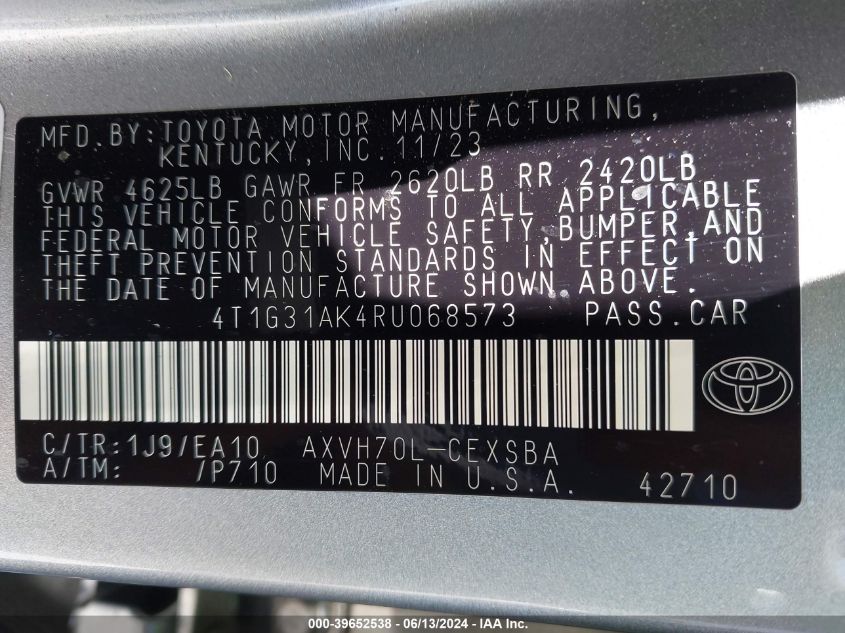 MFD.BY:TOYOTA MOTOR MANUFACTURING,
KENTUCKY,INC.11/23
GVWR 4625LB GAWR FR 2620LB RR 2420LB
THIS VEHICLE CONFORMS TO ALL APPLICABLE
FEDERAL MOTOR VEHICLE SAFETY,BUMPER,AND
THEFT PREVENTION STANDARDS IN EFFECT ON
THE DATE OF MANUFACTURE SHOWN ABOVE.
4T1G31AK4RU068573 PASS.CAR
C/TR:1J9/EA10 AXVH70L-CEXSBA
A/TM: /P710 MADE IN U.S.A. 42710
000-39652538 - 06/13/2024 - IAA Inc.